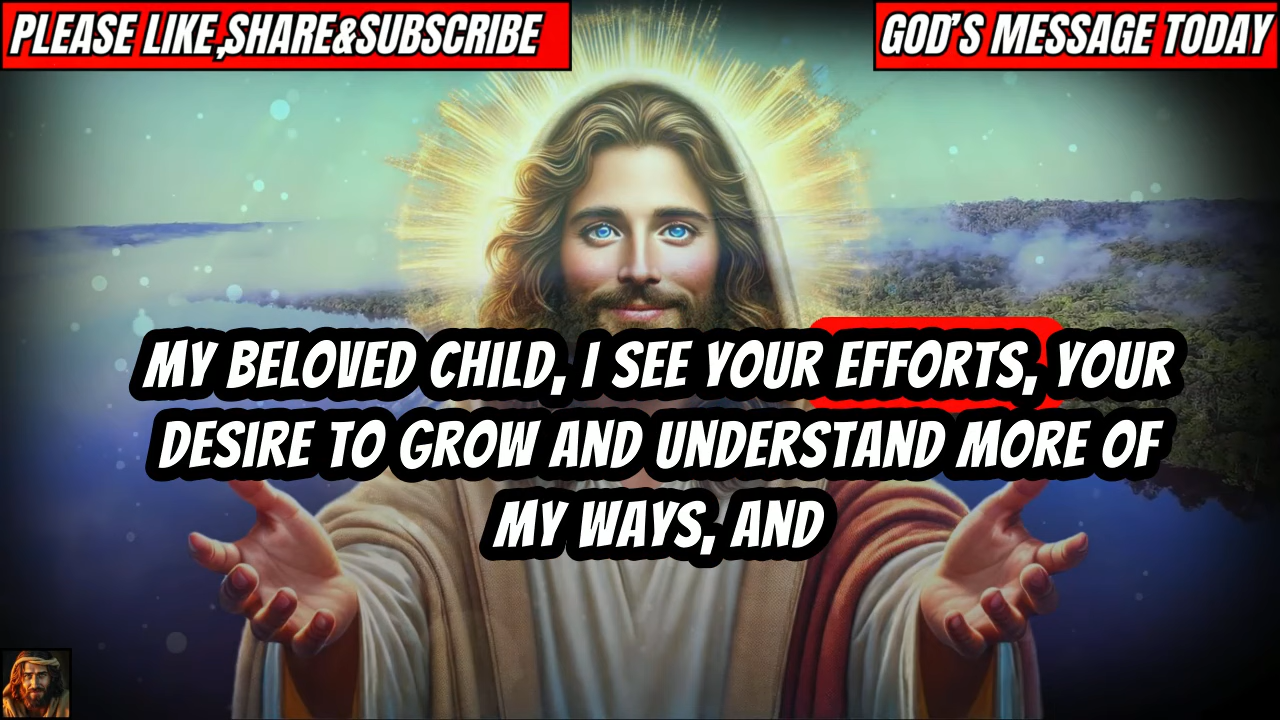 PLEASE LIKE,SHARE&SUBSCRIBE
GOD'S MESSAGE TODAY
MY BELOVED CHILD, I SEE YOUR EFFORTS, YOUR
DESIRE TO GROW AND UNDERSTAND MORE OF
MY WAYS, AND